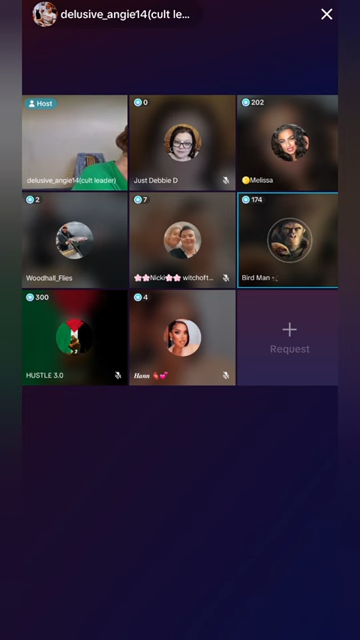 delusive_angie14(cult le...
Host
0
202
delusive_angie14(cult leader)
Just Debbie D
Melissa
2
7
174
Woodhall_Flies
Nicki witchoft...
Bird Man
300
4
HUSTLE 3.0
Hann
Request